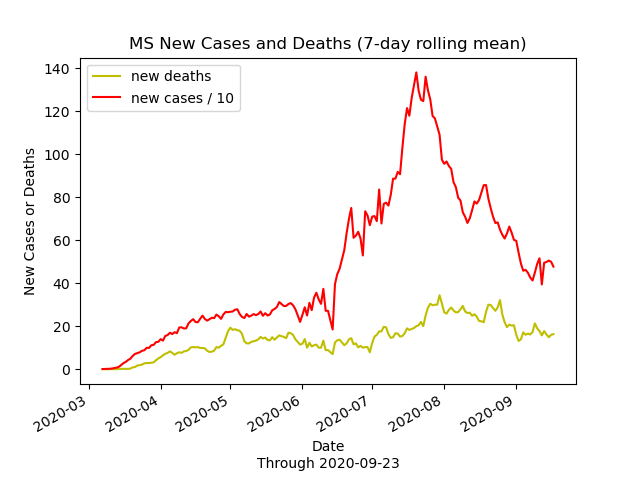 MS New Cases and Deaths (7-day rolling mean)
new deaths
new cases / 10
140
120
100
80
60
40
20
0
New Cases or Deaths
2020-03
2020-04
2020-05
2020-06
2020-07
2020-08
2020-09
Date
Through 2020-09-23